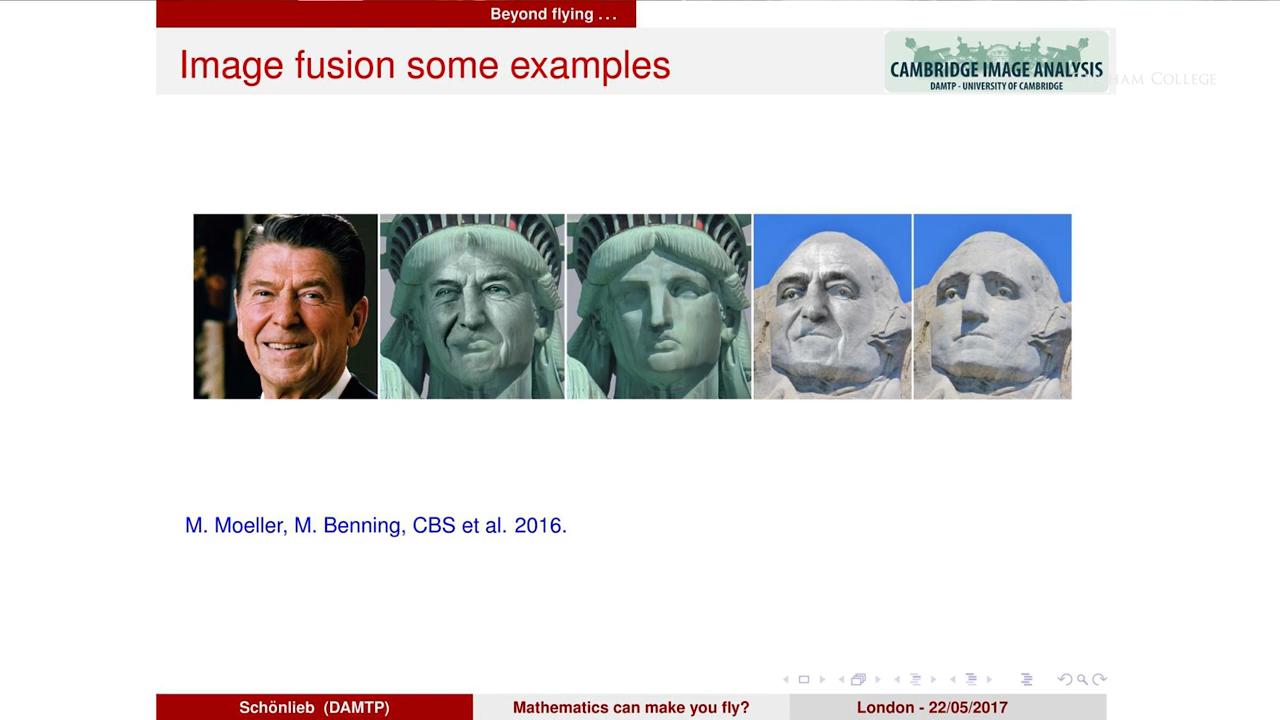 Beyond flying ...
Image fusion some examples
CAMBRIDGE IMAGE ANALYSIS
DAMTP - UNIVERSITY OF CAMBRIDGE
College
M. Moeller, M. Benning, CBS et al. 2016.
Schönlieb (DAMTP)
Mathematics can make you fly?
London - 22/05/2017